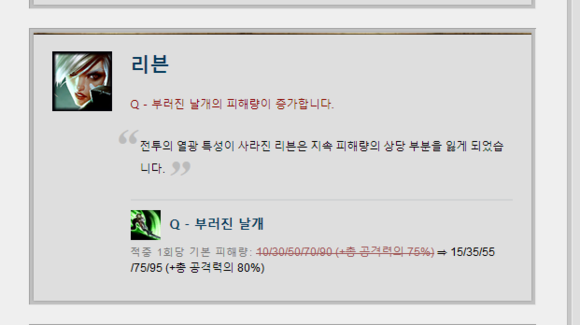 리븐
Q - 부러진 날개의 피해량이 증가합니다.
“전투의 열광 특성이 사라진 리븐은 지속 피해량의 상당 부분을 잃게 되었습
니다.”
Q - 부러진 날개
적중 1회당 기본 피해량: 10/30/50/70/90 (+총 공격력의 75%) ⇒ 15/35/55
/75/95 (+총 공격력의 80%)